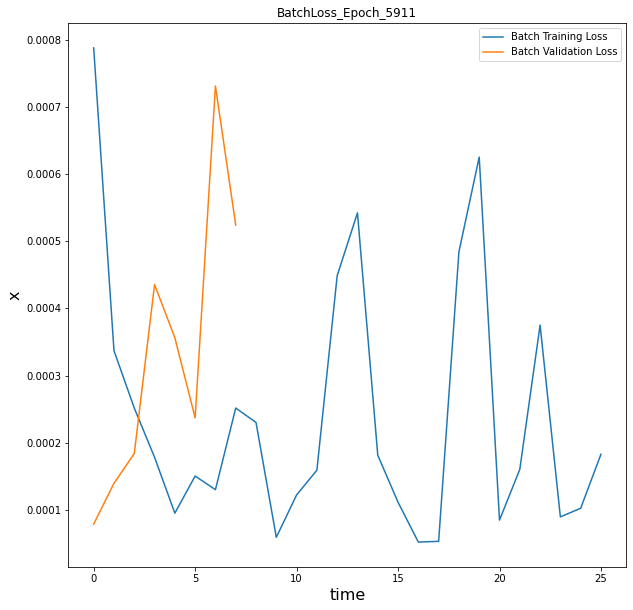 BatchLoss_Epoch_5911
Batch Training Loss
Batch Validation Loss
0.0008
0.0007
0.0006
0.0005
0.0004
0.0003
0.0002
0.0001
x
0 5 10 15 20 25
time